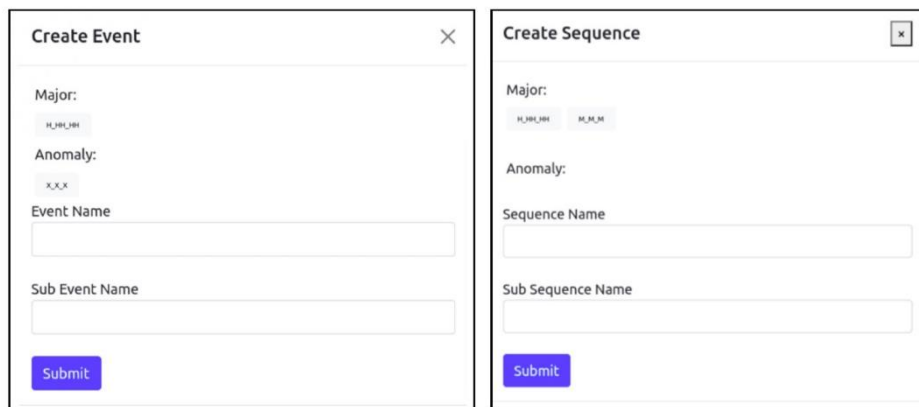 Create Event
Major:
H_HH_HH
Anomaly:
X_X_X
Event Name
Sub Event Name
Submit
Create Sequence
Major:
H_HH_HH M_M_M
Anomaly:
Sequence Name
Sub Sequence Name
Submit